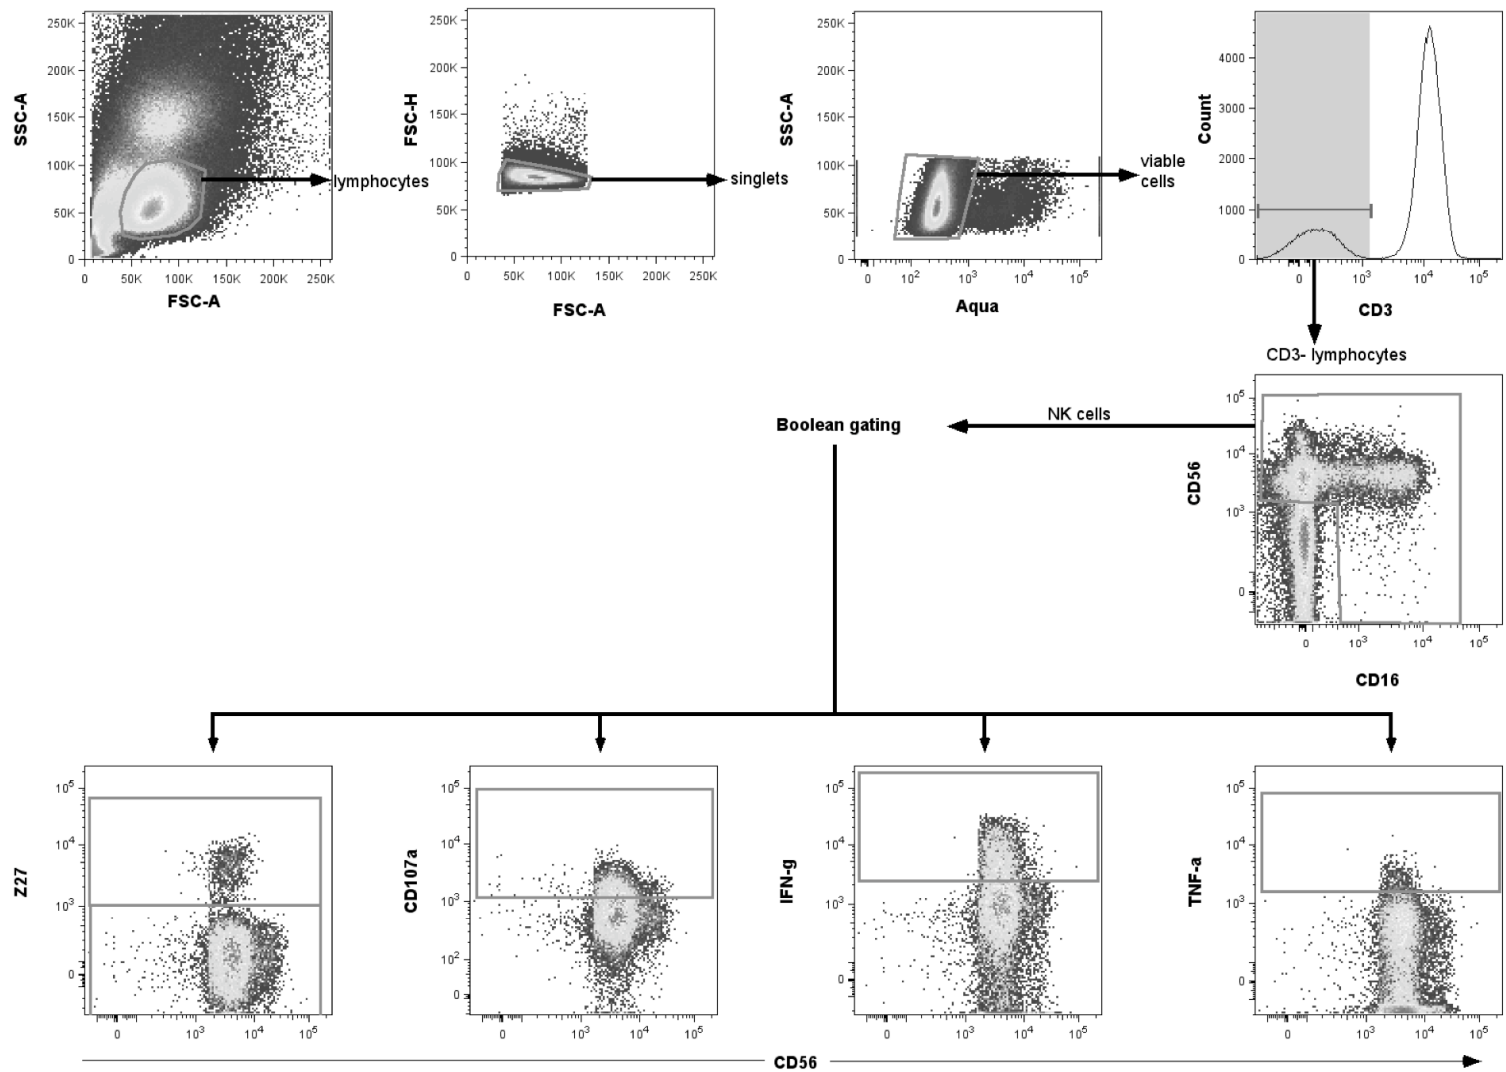 250K
200K
150K
100K
50K
0
0 50K 100K 150K 200K 250K
SSC-A
FSC-A
lymphocytes
250K
200K
150K
100K
50K
0
0 50K 100K 150K 200K 250K
FSC-H
FSC-A
singlets
250K
200K
150K
100K
50K
0
0 10² 10³ 10⁴ 10⁵
SSC-A
Aqua
viable
cells
4000
3000
2000
1000
0
0 10³ 10⁴ 10⁵
Count
CD3
CD3- lymphocytes
NK cells
Boolean gating
10⁵
10⁴
10³
0
0 10³ 10⁴ 10⁵
CD56
CD16
10⁵
10⁴
10³
0
0 10³ 10⁴ 10⁵
Z27
10⁵
10⁴
10³
10²
0
0 10³ 10⁴ 10⁵
CD107a
10⁵
10⁴
10³
0
0 10³ 10⁴ 10⁵
IFN-g
10⁵
10⁴
10³
0
0 10³ 10⁴ 10⁵
TNF-a
CD56